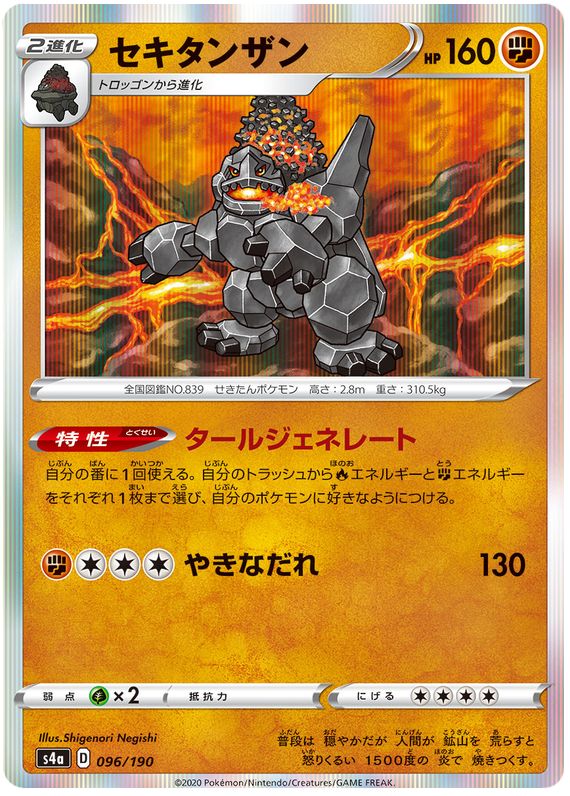 2進化
セキタンザン
HP160
トロッゴンから進化
全国図鑑NO.839 せきたんポケモン 高さ:2.8m 重さ:310.5kg
特性 とくせい タールジェネレート
自分の番に1回使える。自分のトラッシュから エネルギーと エネルギー
をそれぞれ1枚まで選び、自分のポケモンに好きなようにつける。
やきなだれ 130
弱点 ×2 抵抗力 にげる
Illus.Shigenori Negishi
普段は 穏やかだが 人間が 鉱山を 荒らすと
怒りくるい 1500度の 炎で 焼きつくす。
s4a D 096/190
©2020 Pokémon/Nintendo/Creatures/GAME FREAK.